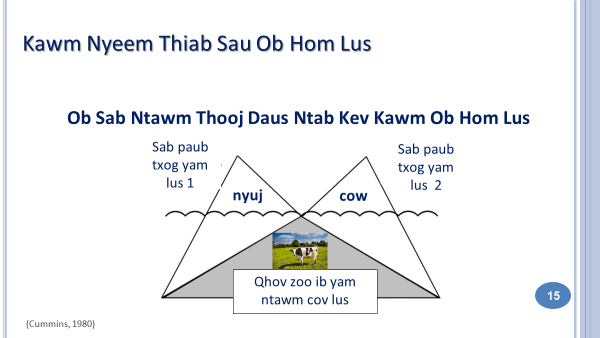 Kawm Nyeem Thiab Sau Ob Hom Lus
Ob Sab Ntawm Thooj Daus Ntab Kev Kawm Ob Hom Lus
Sab paub
txog yam
lus 1
Sab paub
txog yam
lus 2
nyuj
cow
Qhov zoo ib yam
ntawm cov lus
15
(Cummins, 1980)